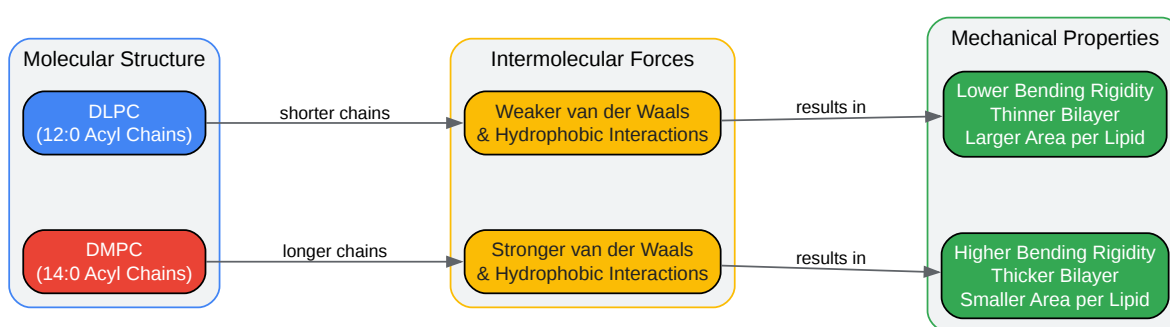 Molecular Structure
DLPC
(12:0 Acyl Chains)
DMPC
(14:0 Acyl Chains)
shorter chains
longer chains
Intermolecular Forces
Weaker van der Waals
& Hydrophobic Interactions
Stronger van der Waals
& Hydrophobic Interactions
results in
results in
Mechanical Properties
Lower Bending Rigidity
Thinner Bilayer
Larger Area per Lipid
Higher Bending Rigidity
Thicker Bilayer
Smaller Area per Lipid